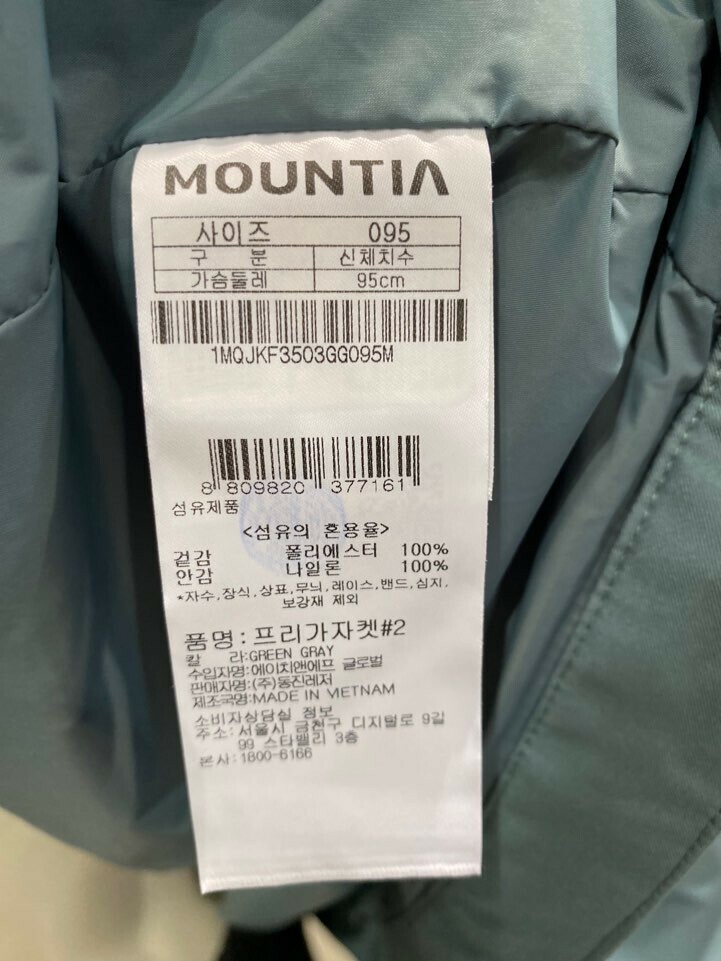 MOUNTIA
사이즈 095
구 분 신체치수
가슴둘레 95cm
1MQJKF3503GG095M
8 809820 377161
섬유제품
<섬유의 혼용율>
겉감 폴리에스터 100%
안감 나일론 100%
*자수,장식,상표,무늬,레이스,밴드,심지,
보강재 제외
품명:프리가자켓#2
칼 라:GREEN GRAY
수입자명:에이치앤에프 글로벌
판매자명:(주)동진레저
제조국명:MADE IN VIETNAM
소비자상담실 정보
주소:서울시 금천구 디지털로 9길
99 스타밸리 3층
본사:1800-6166